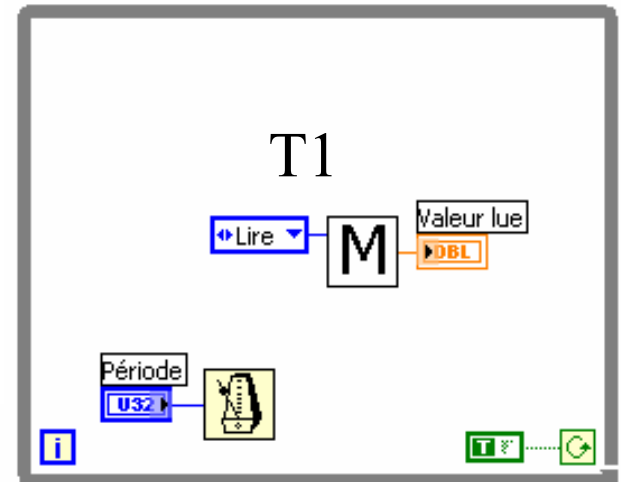 T1
Valeur lue
Lire
M
DBL
Période
U32
i
T